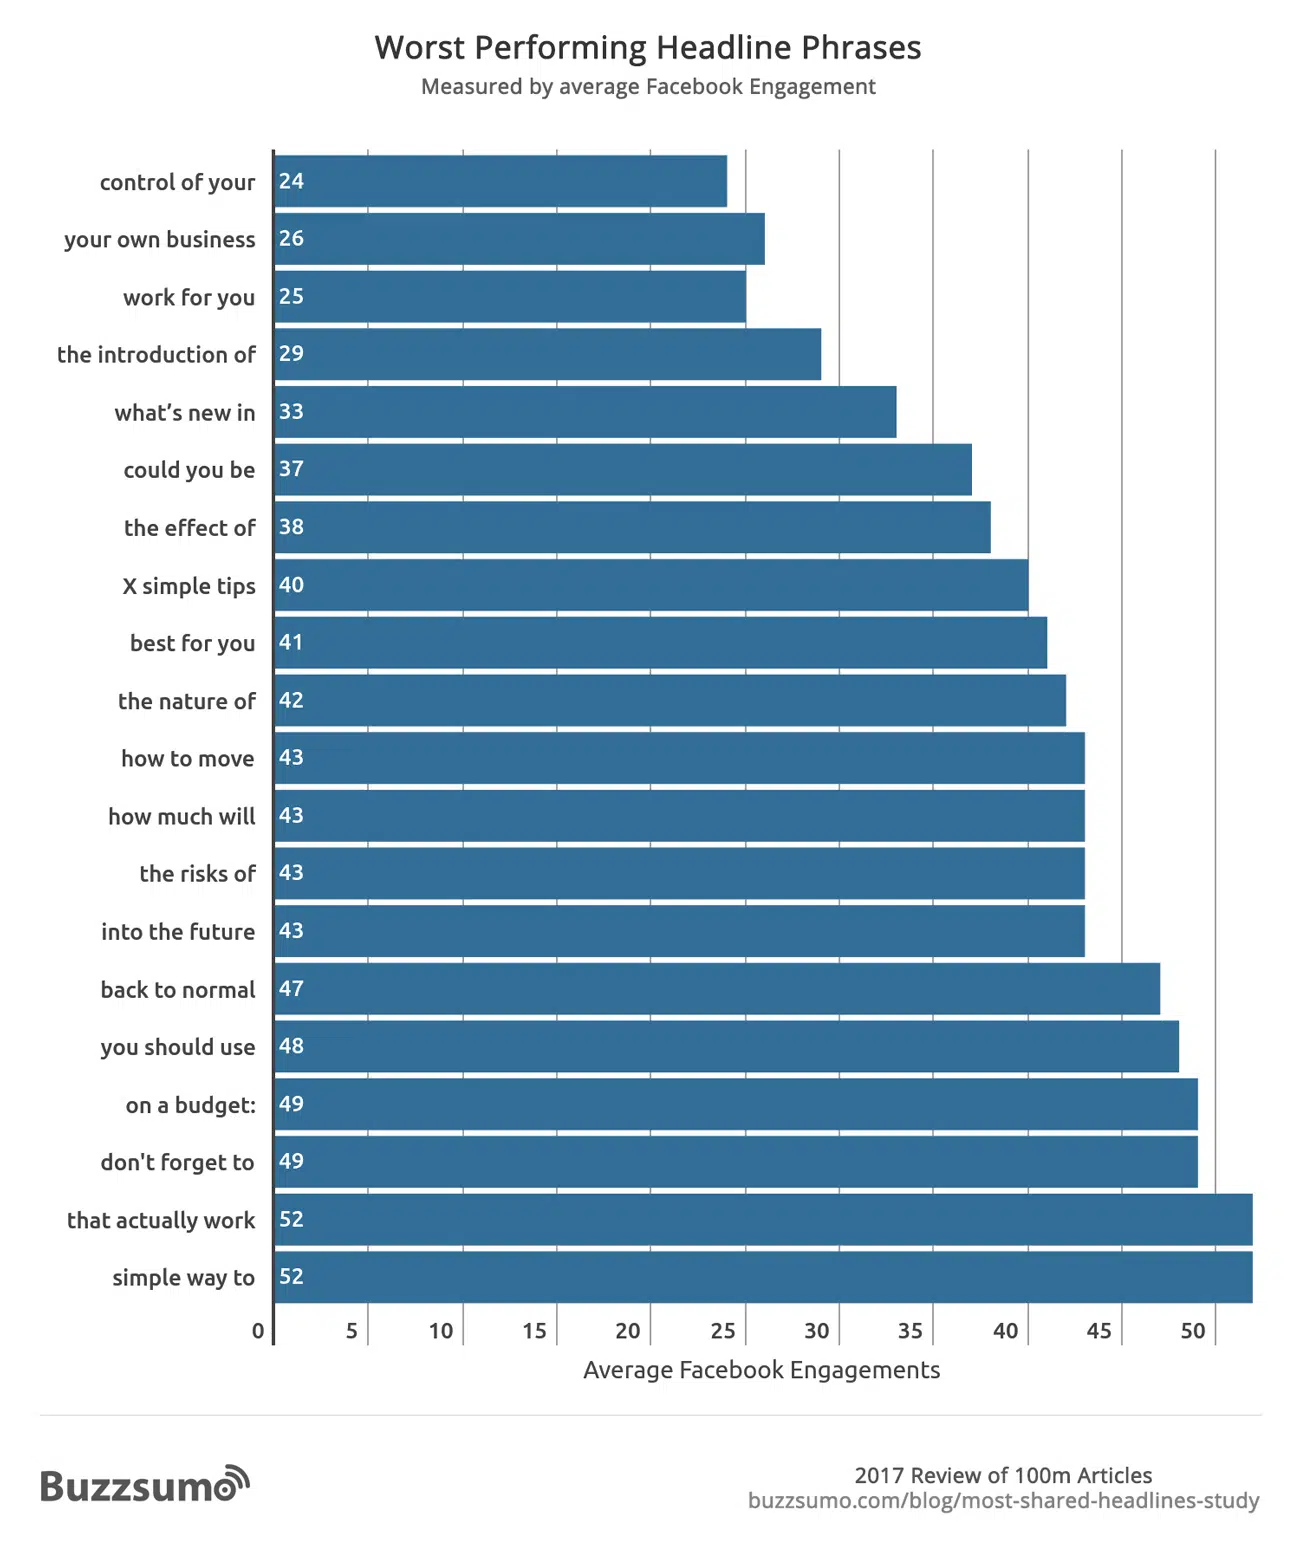 Worst Performing Headline Phrases
Measured by average Facebook Engagement
control of your 24
your own business 26
work for you 25
the introduction of 29
what’s new in 33
could you be 37
the effect of 38
X simple tips 40
best for you 41
the nature of 42
how to move 43
how much will 43
the risks of 43
into the future 43
back to normal 47
you should use 48
on a budget: 49
don't forget to 49
that actually work 52
simple way to 52
0 5 10 15 20 25 30 35 40 45 50
Average Facebook Engagements
Buzzsumo
2017 Review of 100m Articles
buzzsumo.com/blog/most-shared-headlines-study